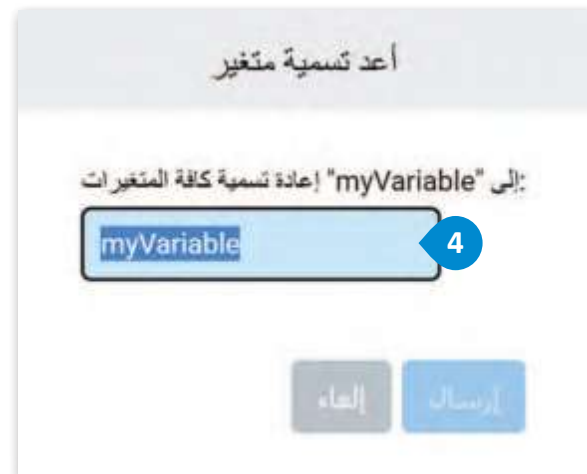 أعد تسمية متغير
إعادة تسمية كافة المتغيرات "myVariable" إلى:
myVariable
4
إرسال
إلغاء